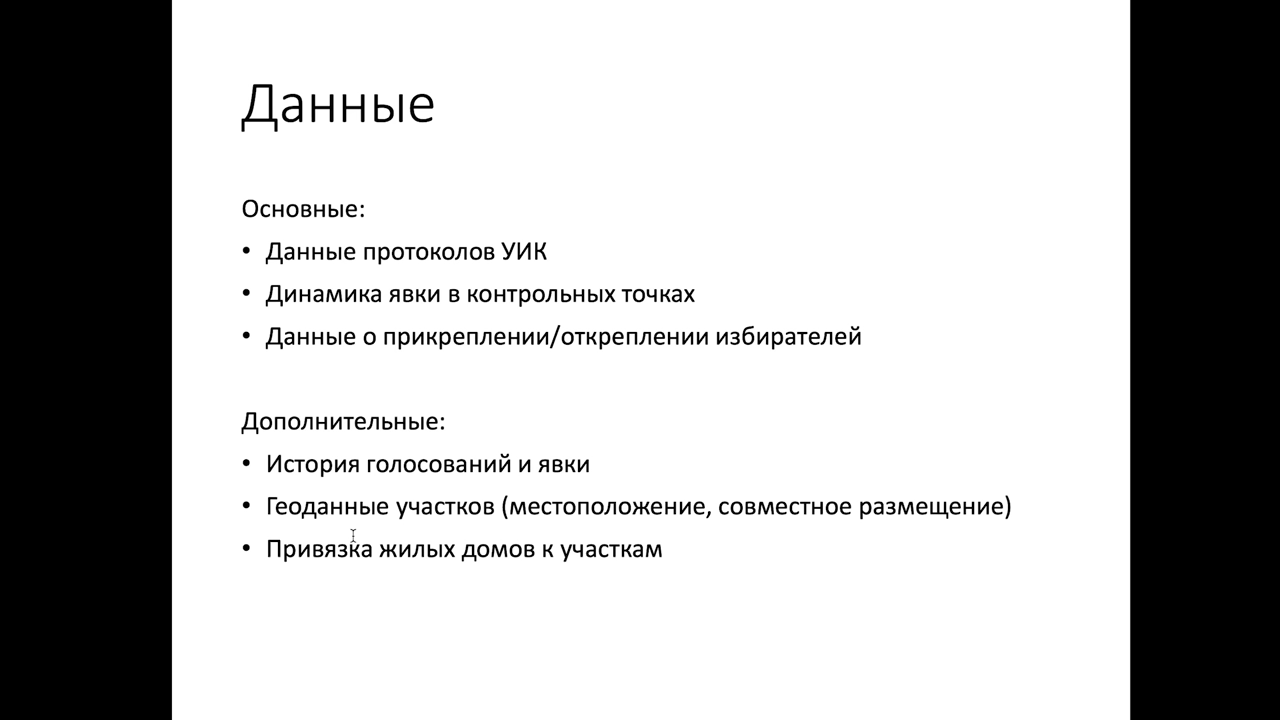 Данные
Основные:
• Данные протоколов УИК
• Динамика явки в контрольных точках
• Данные о прикреплении/откреплении избирателей
Дополнительные:
• История голосований и явки
• Геоданные участков (местоположение, совместное размещение)
• Привязка жилых домов к участкам